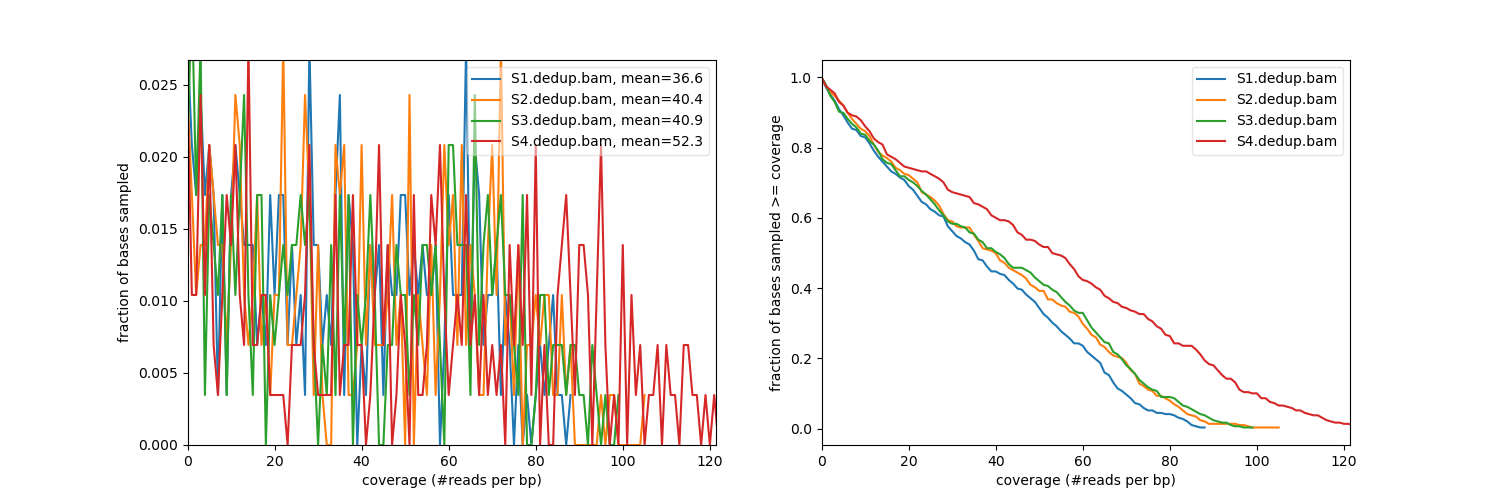 S1.dedup.bam, mean=36.6
S2.dedup.bam, mean=40.4
S3.dedup.bam, mean=40.9
S4.dedup.bam, mean=52.3
0.025
0.020
0.015
0.010
0.005
0.000
fraction of bases sampled
0 20 40 60 80 100 120
coverage (#reads per bp)
S1.dedup.bam
S2.dedup.bam
S3.dedup.bam
S4.dedup.bam
1.0
0.8
0.6
0.4
0.2
0.0
fraction of bases sampled >= coverage
0 20 40 60 80 100 120
coverage (#reads per bp)